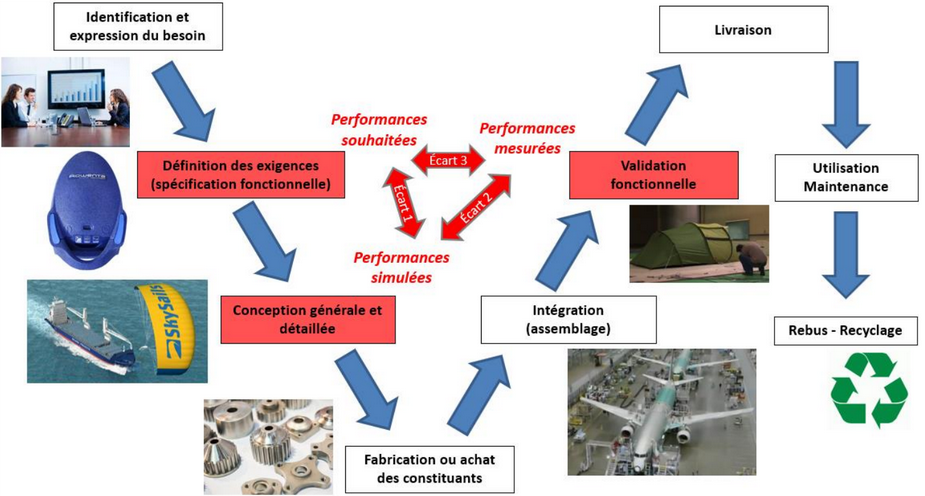 Identification et
expression du besoin
Livraison
Performances
souhaitées
Performances
mesurées
Définition des exigences
(spécification fonctionnelle)
Écart 3
Validation
fonctionnelle
Utilisation
Maintenance
Écart 1
Écart 2
Performances
simulées
SkySails
Conception générale et
détaillée
Intégration
(assemblage)
Rebus - Recyclage
Fabrication ou achat
des constituants